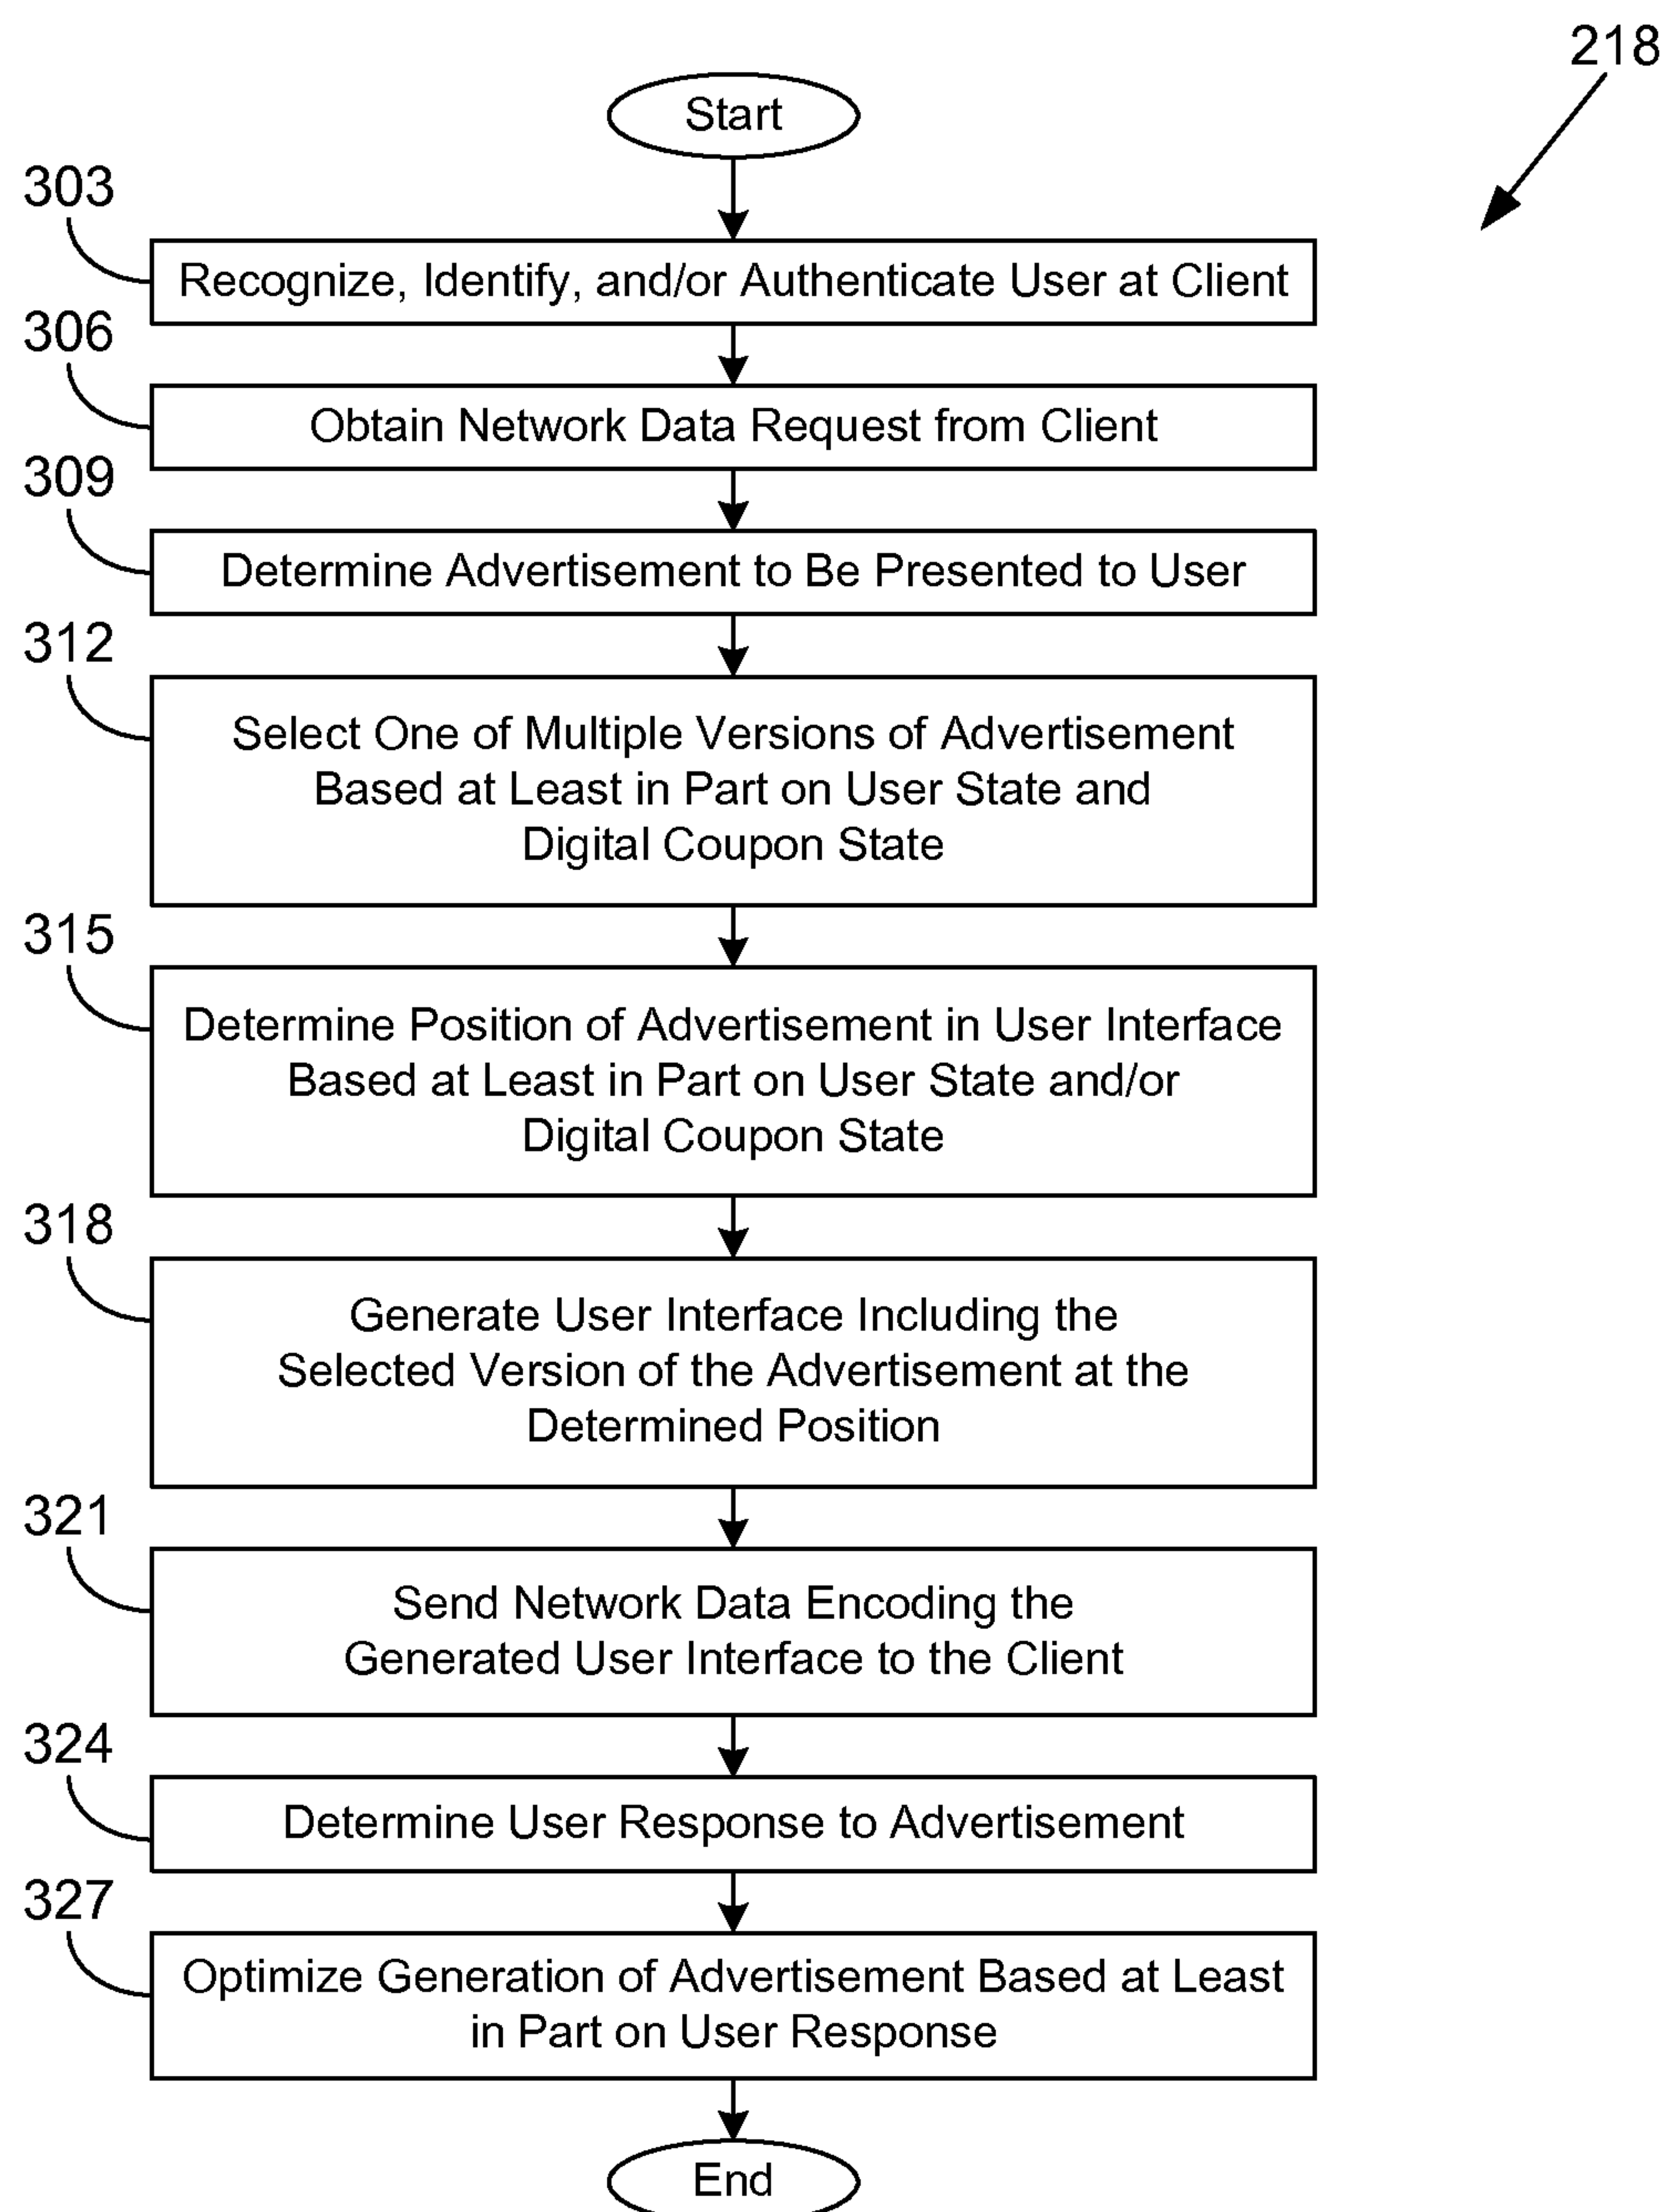 218
Start
303
Recognize, Identify, and/or Authenticate User at Client
306
Obtain Network Data Request from Client
309
Determine Advertisement to Be Presented to User
312
Select One of Multiple Versions of Advertisement
Based at Least in Part on User State and
Digital Coupon State
315
Determine Position of Advertisement in User Interface
Based at Least in Part on User State and/or
Digital Coupon State
318
Generate User Interface Including the
Selected Version of the Advertisement at the
Determined Position
321
Send Network Data Encoding the
Generated User Interface to the Client
324
Determine User Response to Advertisement
327
Optimize Generation of Advertisement Based at Least
in Part on User Response
End